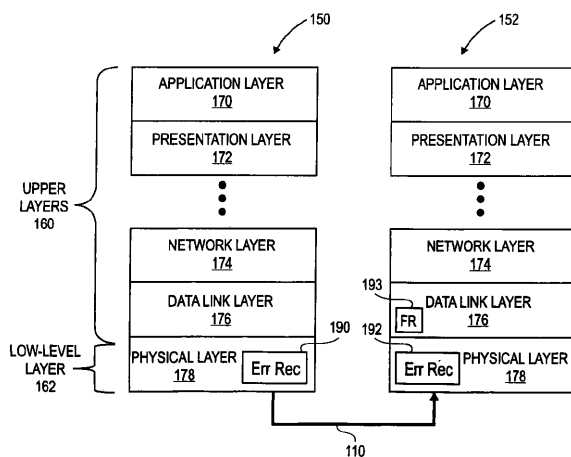 150
152
APPLICATION LAYER
170
PRESENTATION LAYER
172
UPPER
LAYERS
160
NETWORK LAYER
174
DATA LINK LAYER
176
LOW-LEVEL
LAYER
162
PHYSICAL LAYER
178
190
Err Rec
APPLICATION LAYER
170
PRESENTATION LAYER
172
NETWORK LAYER
174
193
DATA LINK LAYER
FR
176
192
Err Rec
PHYSICAL LAYER
178
110